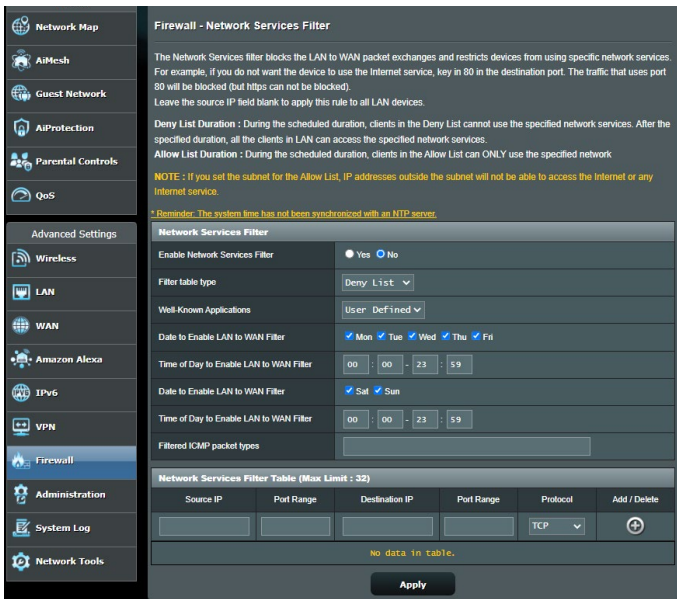 Network Map
AiMesh
Guest Network
AiProtection
Parental Controls
QoS
Advanced Settings
Wireless
LAN
WAN
Amazon Alexa
IPv6
VPN
Firewall
Administration
System Log
Network Tools
Firewall - Network Services Filter
The Network Services filter blocks the LAN to WAN packet exchanges and restricts devices from using specific network services.
For example, if you do not want the device to use the Internet service, key in 80 in the destination port. The traffic that uses port
80 will be blocked (but https can not be blocked).
Leave the source IP field blank to apply this rule to all LAN devices.
Deny List Duration : During the scheduled duration, clients in the Deny List cannot use the specified network services. After the
specified duration, all the clients in LAN can access the specified network services.
Allow List Duration : During the scheduled duration, clients in the Allow List can ONLY use the specified network
NOTE : If you set the subnet for the Allow List, IP addresses outside the subnet will not be able to access the Internet or any
Internet service.
* Reminder: The system time has not been synchronized with an NTP server.
Network Services Filter
Enable Network Services Filter Yes No
Filter table type Deny List
Well-Known Applications User Defined
Date to Enable LAN to WAN Filter Mon Tue Wed Thu Fri
Time of Day to Enable LAN to WAN Filter 00 : 00 - 23 : 59
Date to Enable LAN to WAN Filter Sat Sun
Time of Day to Enable LAN to WAN Filter 00 : 00 - 23 : 59
Filtered ICMP packet types
Network Services Filter Table (Max Limit : 32)
Source IP Port Range Destination IP Port Range Protocol Add / Delete
TCP
No data in table.
Apply